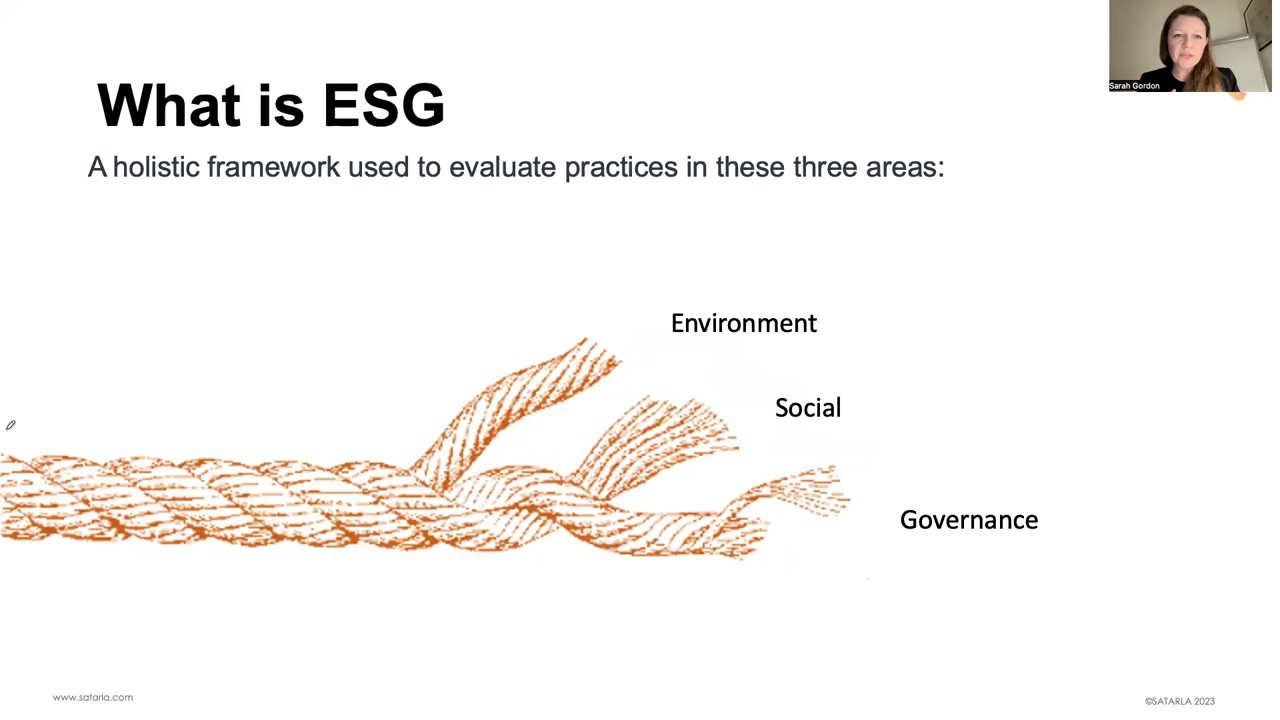 What is ESG
Sarah Gordon
A holistic framework used to evaluate practices in these three areas:
Environment
Social
Governance
www.satarla.com
©SATARLA 2023